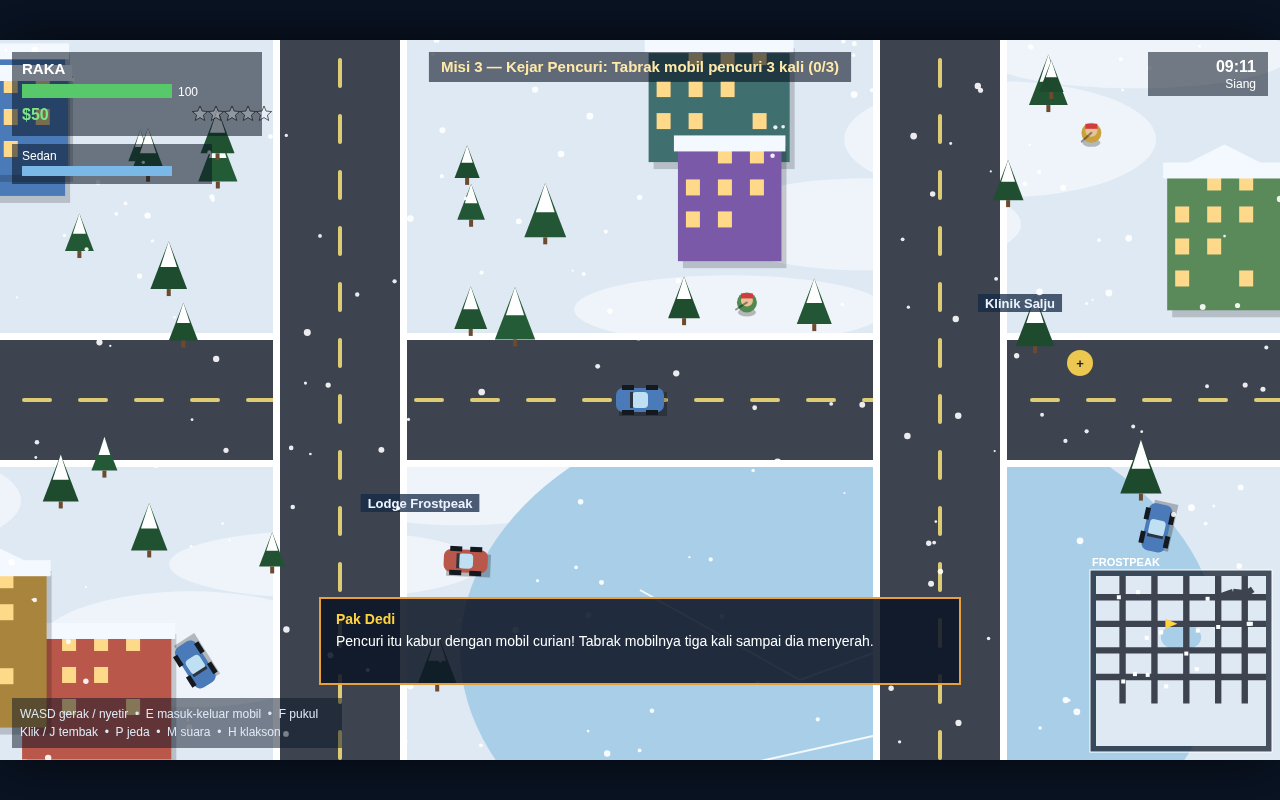 RAKA
100
$50
Sedan
Misi 3 — Kejar Pencuri: Tabrak mobil pencuri 3 kali (0/3)
09:11
Siang
Klinik Salju
+
Lodge Frostpeak
FROSTPEAK
Pak Dedi
Pencuri itu kabur dengan mobil curian! Tabrak mobilnya tiga kali sampai dia menyerah.
WASD gerak / nyetir • E masuk-keluar mobil • F pukul
Klik / J tembak • P jeda • M suara • H klakson